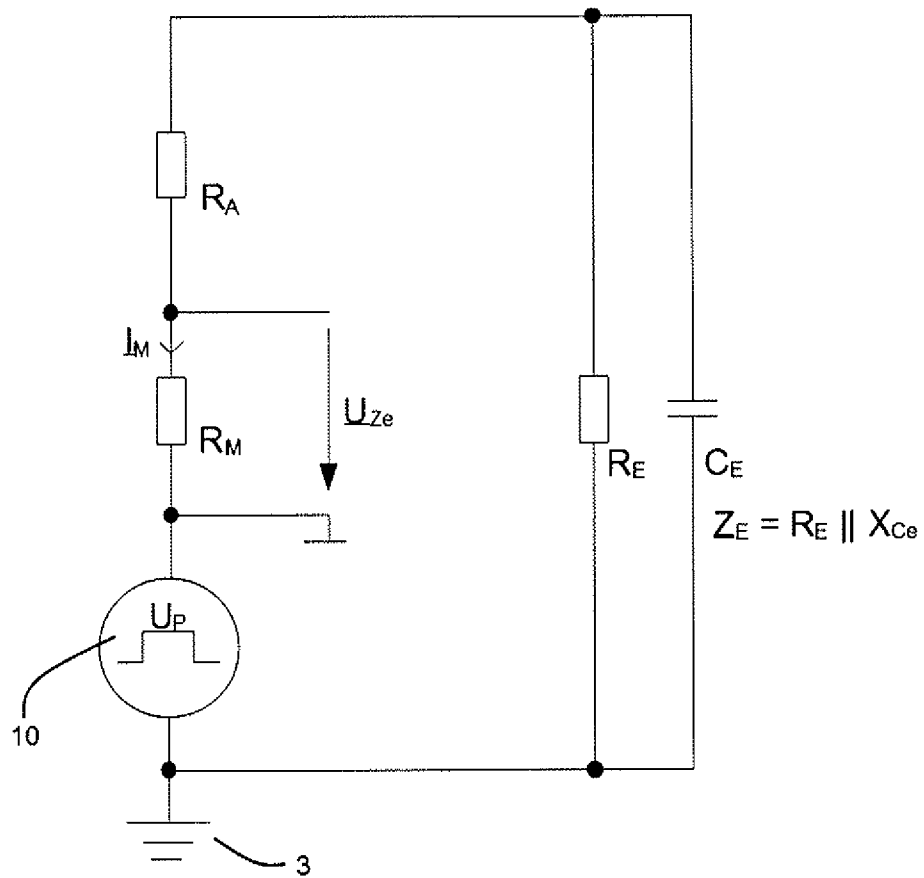 R_A
I_M
U_Ze
R_M
R_E
C_E
Z_E = R_E || X_Ce
U_P
10
3